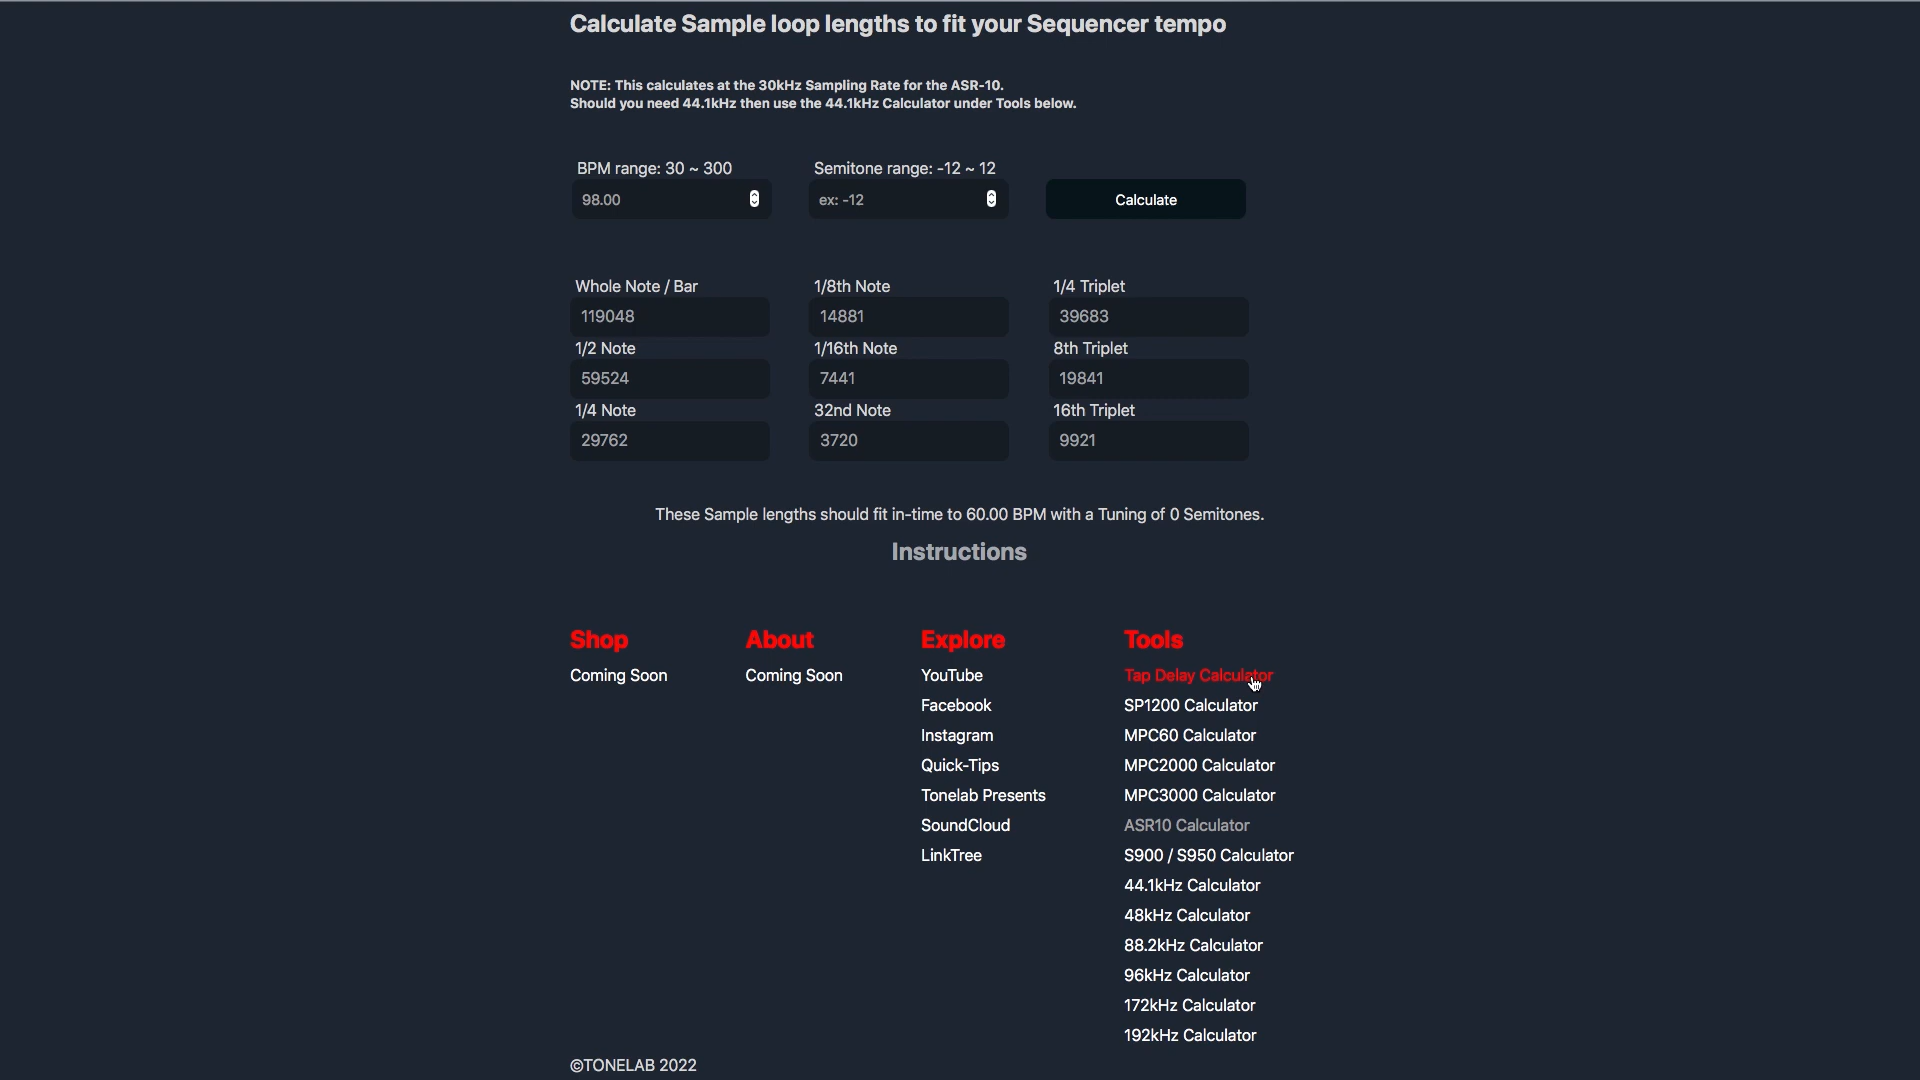 Calculate Sample loop lengths to fit your Sequencer tempo
NOTE: This calculates at the 30kHz Sampling Rate for the ASR-10.
Should you need 44.1kHz then use the 44.1kHz Calculator under Tools below.
BPM range: 30 ~ 300
98.00
Semitone range: -12 ~ 12
ex: -12
Calculate
Whole Note / Bar
119048
1/2 Note
59524
1/4 Note
29762
1/8th Note
14881
1/16th Note
7441
32nd Note
3720
1/4 Triplet
39683
8th Triplet
19841
16th Triplet
9921
These Sample lengths should fit in-time to 60.00 BPM with a Tuning of 0 Semitones.
Instructions
Shop
Coming Soon
About
Coming Soon
Explore
YouTube
Facebook
Instagram
Quick-Tips
Tonelab Presents
SoundCloud
LinkTree
Tools
Tap Delay Calculator
SP1200 Calculator
MPC60 Calculator
MPC2000 Calculator
MPC3000 Calculator
ASR10 Calculator
S900 / S950 Calculator
44.1kHz Calculator
48kHz Calculator
88.2kHz Calculator
96kHz Calculator
172kHz Calculator
192kHz Calculator
©TONELAB 2022